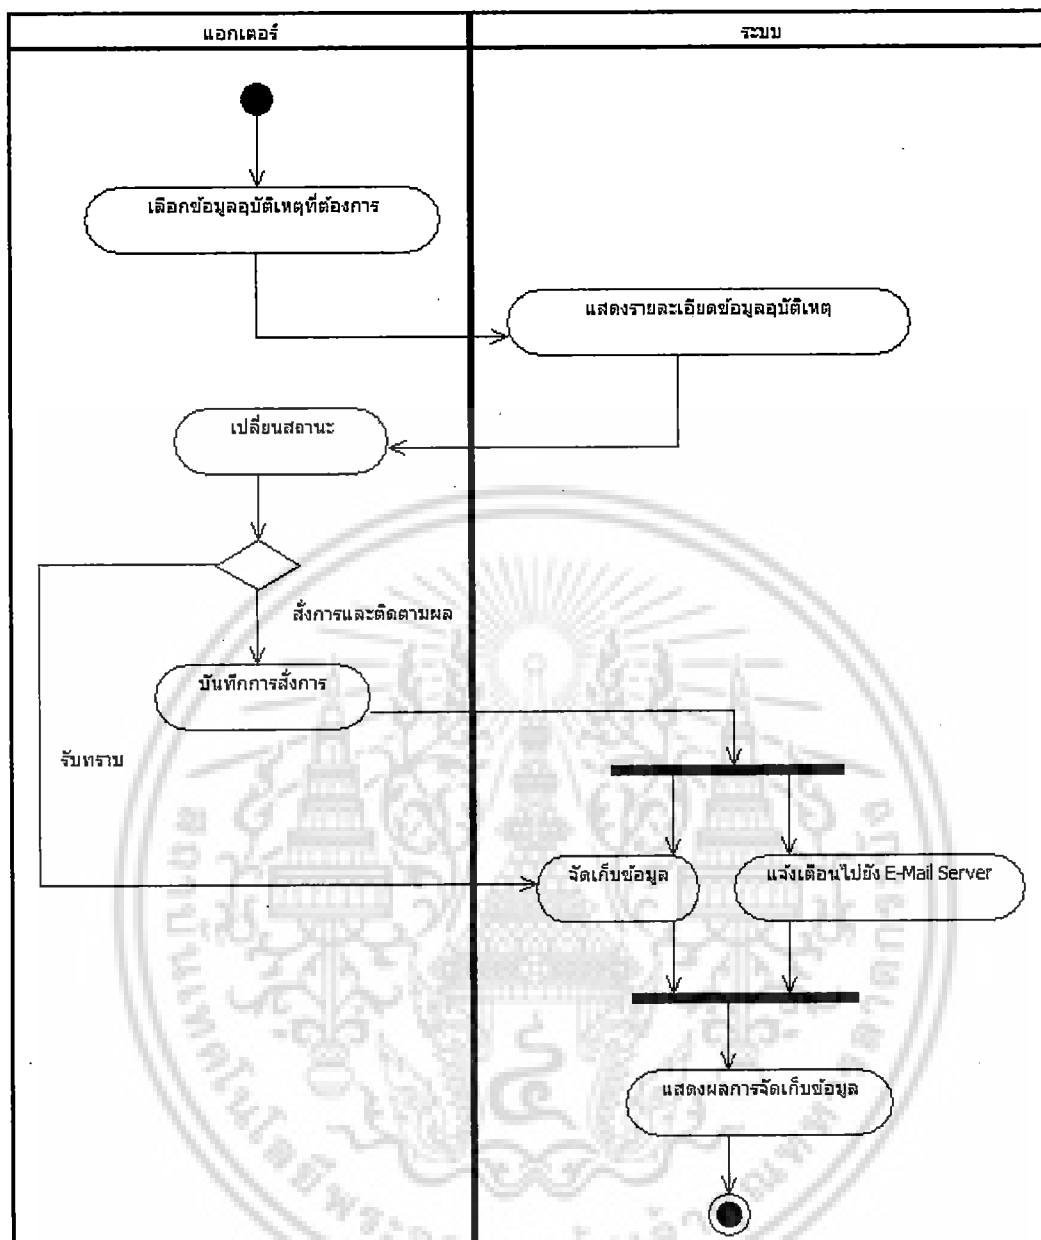 แอกเตอร์
ระบบ
เลือกข้อมูลอุบัติเหตุที่ต้องการ
แสดงรายละเอียดข้อมูลอุบัติเหตุ
เปลี่ยนสถานะ
สั่งการและติดตามผล
บันทึกการสั่งการ
รับทราบ
จัดเก็บข้อมูล
แจ้งเตือนไปยัง E-Mail Server
แสดงผลการจัดเก็บข้อมูล